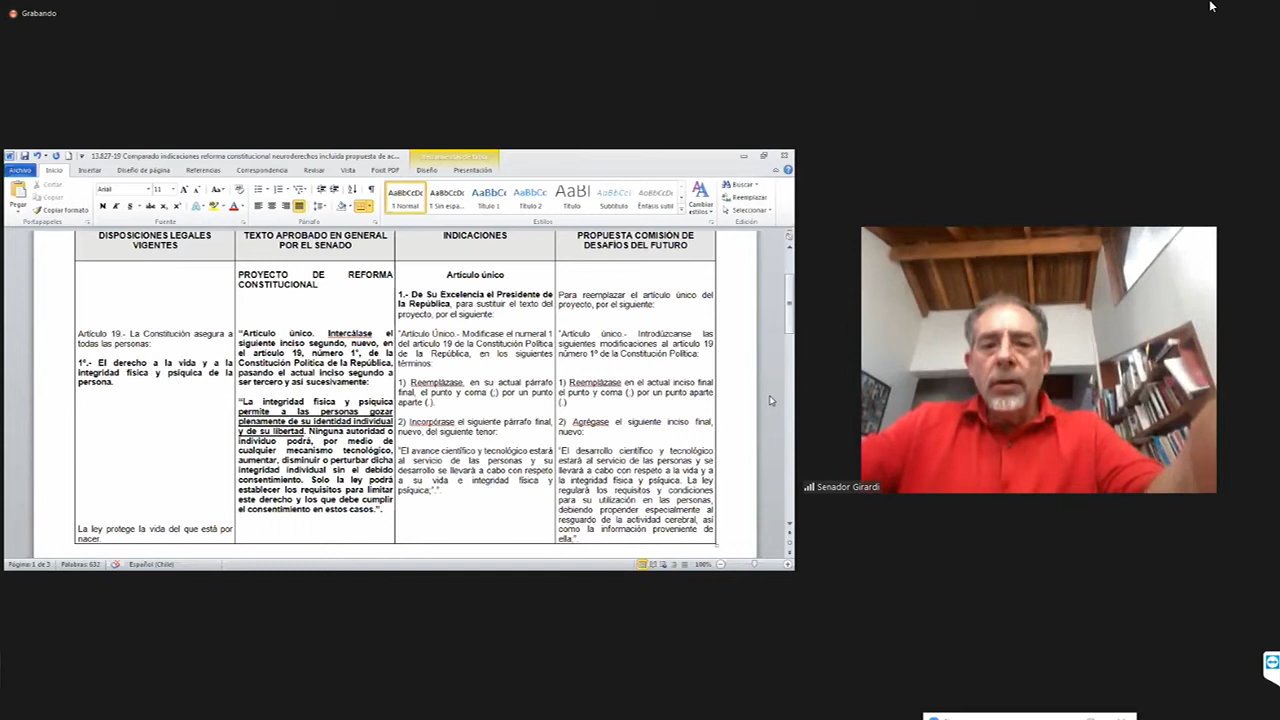 Grabando
13.827-19 Comparado indicaciones reforma constitucional neuroderechos incluida propuesta de ac...
Herramientas de tabla
Archivo
Inicio
Insertar
Diseño de página
Referencias
Correspondencia
Revisar
Vista
Foxit PDF
Diseño
Presentación
Cortar
Copiar
Copiar formato
Pegar
Portapapeles
Arial
11
Fuente
Párrafo
AaBbCcDc
1 Normal
AaBbCcDc
1 Sin espa...
AaBbCc
Título 1
AaBbCc
Título 2
AaBl
Título
AaBbCc
Subtítulo
AaBbCcDc
Énfasis sutil
Estilos
Cambiar
estilos
Buscar
Reemplazar
Seleccionar
Edición
DISPOSICIONES LEGALES
VIGENTES
TEXTO APROBADO EN GENERAL
POR EL SENADO
INDICACIONES
PROPUESTA COMISIÓN DE
DESAFÍOS DEL FUTURO
Artículo 19.- La Constitución asegura a
todas las personas:
1º.- El derecho a la vida y a la
integridad física y psíquica de la
persona.
La ley protege la vida del que está por
nacer.
PROYECTO DE REFORMA
CONSTITUCIONAL
"Artículo único. Intercálase el
siguiente inciso segundo, nuevo, en
el artículo 19, número 1°, de la
Constitución Política de la República,
pasando el actual inciso segundo a
ser tercero y así sucesivamente:
"La integridad física y psíquica
permite a las personas gozar
plenamente de su identidad individual
y de su libertad. Ninguna autoridad o
individuo podrá, por medio de
cualquier mecanismo tecnológico,
aumentar, disminuir o perturbar dicha
integridad individual sin el debido
consentimiento. Solo la ley podrá
establecer los requisitos para limitar
este derecho y los que debe cumplir
el consentimiento en estos casos.".
Artículo único
1.- De Su Excelencia el Presidente de
la República, para sustituir el texto del
proyecto, por el siguiente:
"Artículo Único.- Modifícase el numeral 1
del artículo 19 de la Constitución Política
de la República, en los siguientes
términos:
1) Reemplázase, en su actual párrafo
final, el punto y coma (;) por un punto
aparte (.).
2) Incorpórase el siguiente párrafo final,
nuevo, del siguiente tenor:
"El avance científico y tecnológico estará
al servicio de las personas y su
desarrollo se llevará a cabo con respeto
a su vida e integridad física y
psíquica;".".
Para reemplazar el artículo único del
proyecto, por el siguiente:
"Artículo único.- Introdúzcanse las
siguientes modificaciones al artículo 19
número 1º de la Constitución Política:
1) Reemplázase en el actual inciso final
el punto y coma (;) por un punto aparte
(.)
2) Agrégase el siguiente inciso final,
nuevo:
"El desarrollo científico y tecnológico
estará al servicio de las personas y se
llevará a cabo con respeto a la vida y a
la integridad física y psíquica. La ley
regulará los requisitos y condiciones
para su utilización en las personas,
debiendo propender especialmente al
resguardo de la actividad cerebral, así
como la información proveniente de
ella;".
Página: 1 de 3
Palabras: 632
Español (Chile)
100%
Senador Girardi